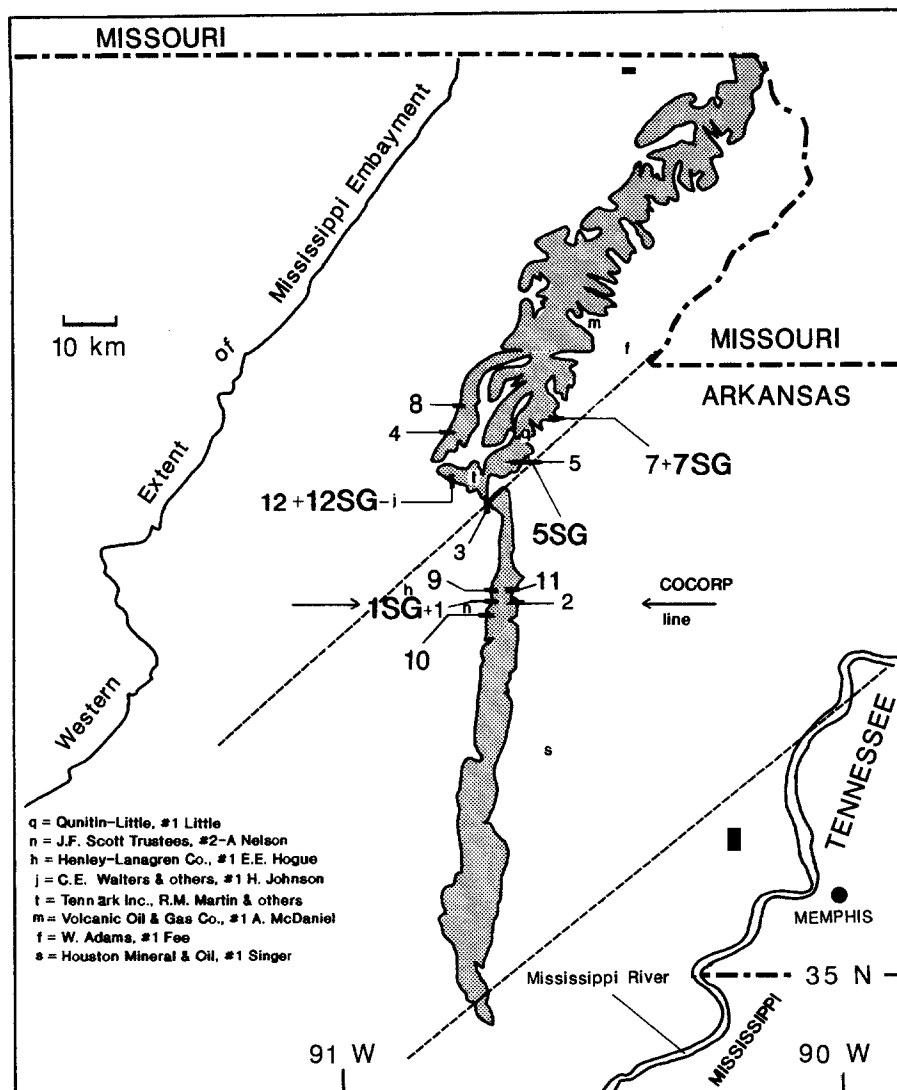 MISSOURI
Western Extent of Mississippi Embayment
10 km
m
f
MISSOURI
ARKANSAS
8
4
q
t
5
7+7SG
12+12SG-j
5SG
3
9
11
h
1SG+1
n
2
10
COCORP
line
s
TENNESSEE
q = Qunitin-Little, #1 Little
n = J.F. Scott Trustees, #2-A Nelson
h = Henley-Lanagren Co., #1 E.E. Hogue
j = C.E. Walters & others, #1 H. Johnson
t = Tennark Inc., R.M. Martin & others
m = Volcanic Oil & Gas Co., #1 A. McDaniel
f = W. Adams, #1 Fee
s = Houston Mineral & Oil, #1 Singer
MEMPHIS
Mississippi River
35 N
MISSISSIPPI
91 W
90 W